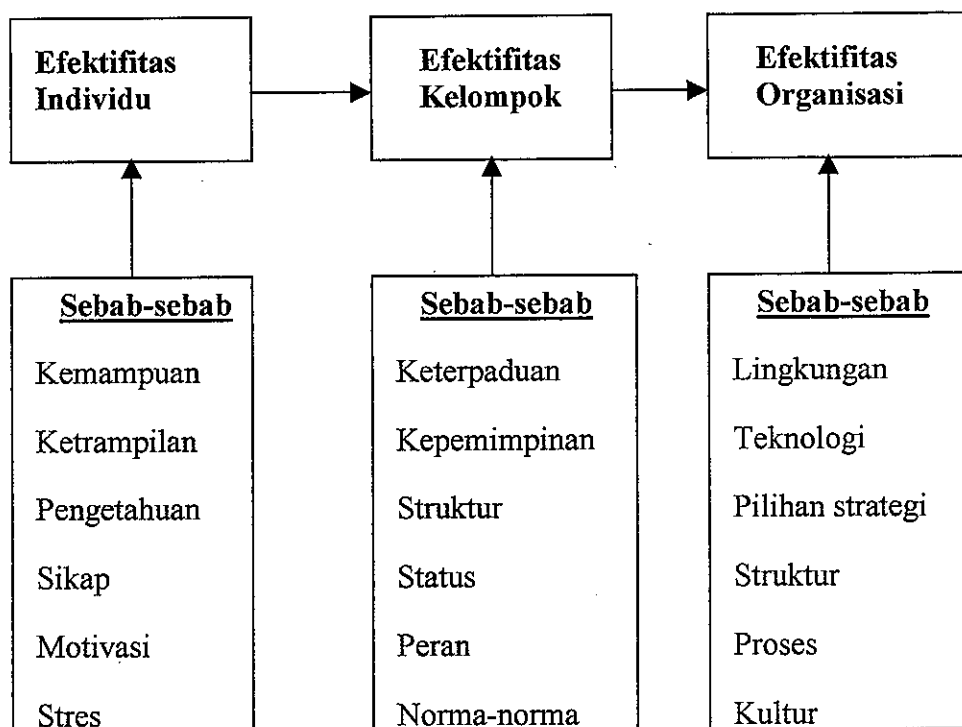 Efektifitas
Individu
Efektifitas
Kelompok
Efektifitas
Organisasi
Sebab-sebab
Kemampuan
Ketrampilan
Pengetahuan
Sikap
Motivasi
Stres
Sebab-sebab
Keterpaduan
Kepemimpinan
Struktur
Status
Peran
Norma-norma
Sebab-sebab
Lingkungan
Teknologi
Pilihan strategi
Struktur
Proses
Kultur